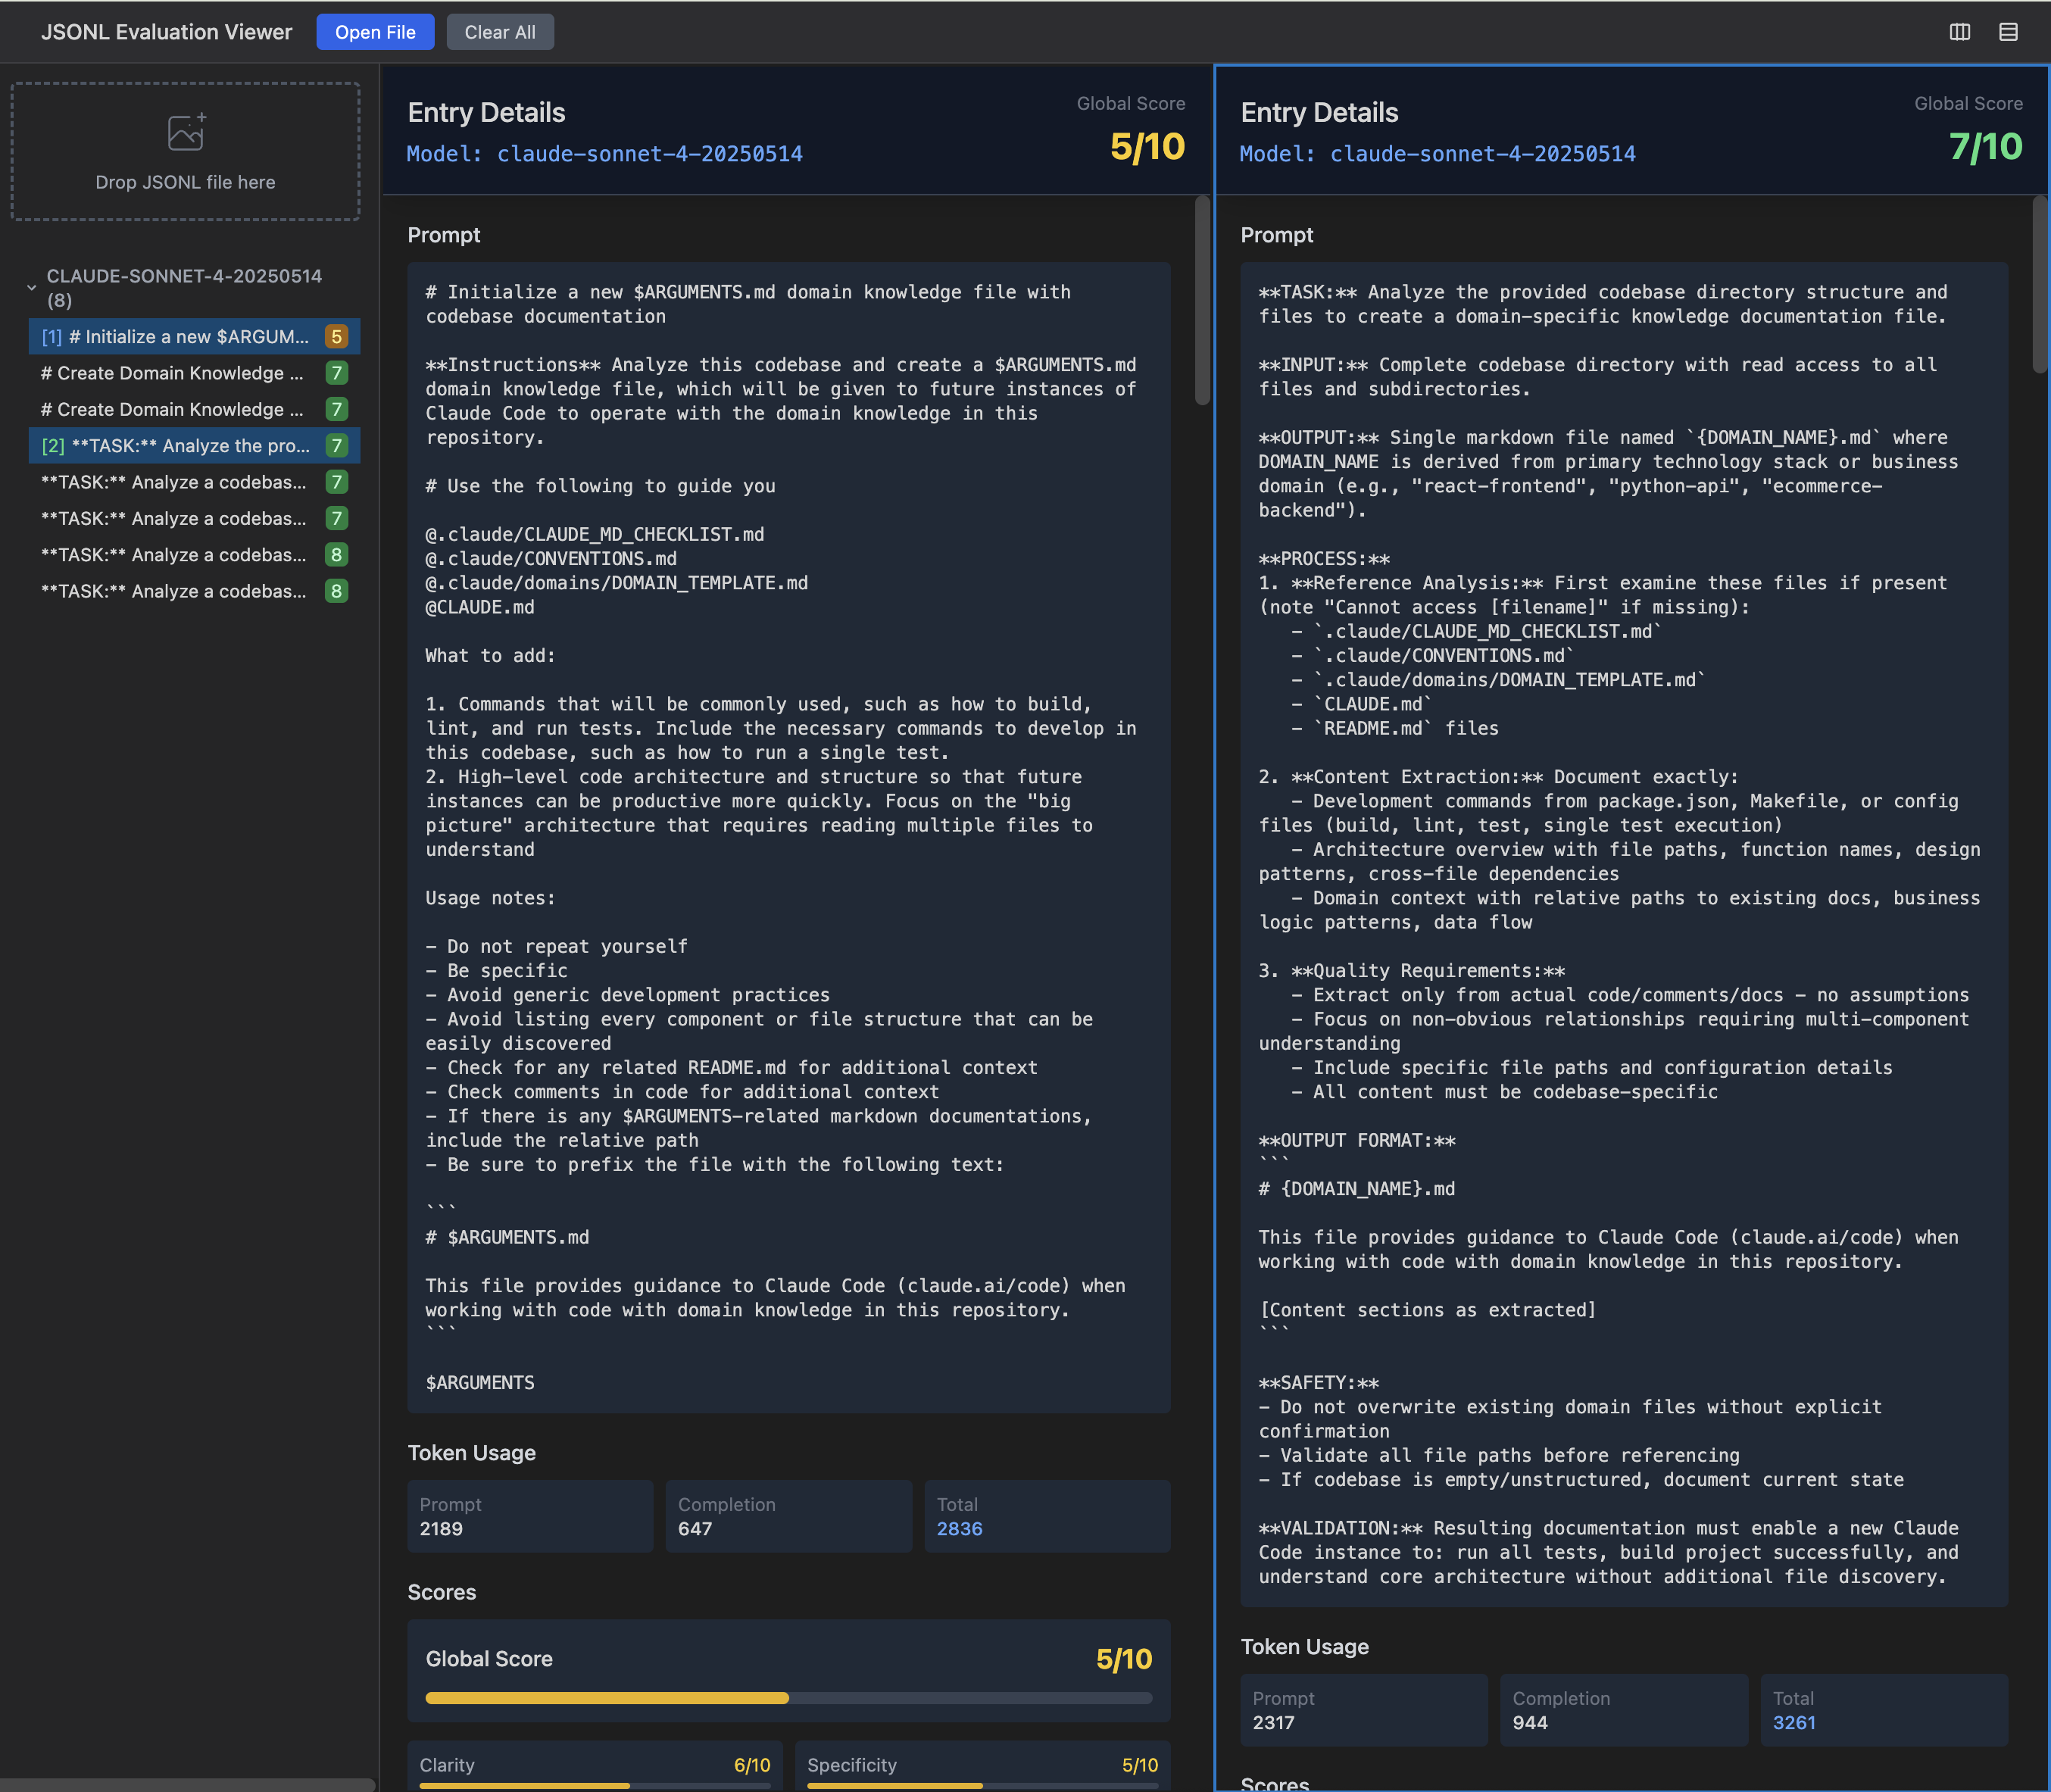 JSONL Evaluation Viewer
Open File
Clear All
Drop JSONL file here
CLAUDE-SONNET-4-20250514
(8)
[1] # Initialize a new $ARGUM... 5
# Create Domain Knowledge ... 7
# Create Domain Knowledge ... 7
[2] **TASK:** Analyze the pro... 7
**TASK:** Analyze a codebas... 7
**TASK:** Analyze a codebas... 7
**TASK:** Analyze a codebas... 8
**TASK:** Analyze a codebas... 8
Entry Details
Model: claude-sonnet-4-20250514
Global Score
5/10
Prompt
# Initialize a new $ARGUMENTS.md domain knowledge file with
codebase documentation
**Instructions** Analyze this codebase and create a $ARGUMENTS.md
domain knowledge file, which will be given to future instances of
Claude Code to operate with the domain knowledge in this
repository.
# Use the following to guide you
@.claude/CLAUDE_MD_CHECKLIST.md
@.claude/CONVENTIONS.md
@.claude/domains/DOMAIN_TEMPLATE.md
@CLAUDE.md
What to add:
1. Commands that will be commonly used, such as how to build,
lint, and run tests. Include the necessary commands to develop in
this codebase, such as how to run a single test.
2. High-level code architecture and structure so that future
instances can be productive more quickly. Focus on the "big
picture" architecture that requires reading multiple files to
understand
Usage notes:
- Do not repeat yourself
- Be specific
- Avoid generic development practices
- Avoid listing every component or file structure that can be
easily discovered
- Check for any related README.md for additional context
- Check comments in code for additional context
- If there is any $ARGUMENTS-related markdown documentations,
include the relative path
- Be sure to prefix the file with the following text:
```
# $ARGUMENTS.md
This file provides guidance to Claude Code (claude.ai/code) when
working with code with domain knowledge in this repository.
```
$ARGUMENTS
Token Usage
Prompt
2189
Completion
647
Total
2836
Scores
Global Score
5/10
Clarity
6/10
Specificity
5/10
Entry Details
Model: claude-sonnet-4-20250514
Global Score
7/10
Prompt
**TASK:** Analyze the provided codebase directory structure and
files to create a domain-specific knowledge documentation file.
**INPUT:** Complete codebase directory with read access to all
files and subdirectories.
**OUTPUT:** Single markdown file named `{DOMAIN_NAME}.md` where
DOMAIN_NAME is derived from primary technology stack or business
domain (e.g., "react-frontend", "python-api", "ecommerce-
backend").
**PROCESS:**
1. **Reference Analysis:** First examine these files if present
(note "Cannot access [filename]" if missing):
- `.claude/CLAUDE_MD_CHECKLIST.md`
- `.claude/CONVENTIONS.md`
- `.claude/domains/DOMAIN_TEMPLATE.md`
- `CLAUDE.md`
- `README.md` files
2. **Content Extraction:** Document exactly:
- Development commands from package.json, Makefile, or config
files (build, lint, test, single test execution)
- Architecture overview with file paths, function names, design
patterns, cross-file dependencies
- Domain context with relative paths to existing docs, business
logic patterns, data flow
3. **Quality Requirements:**
- Extract only from actual code/comments/docs - no assumptions
- Focus on non-obvious relationships requiring multi-component
understanding
- Include specific file paths and configuration details
- All content must be codebase-specific
**OUTPUT FORMAT:**
```
# {DOMAIN_NAME}.md
This file provides guidance to Claude Code (claude.ai/code) when
working with code with domain knowledge in this repository.
[Content sections as extracted]
```
**SAFETY:**
- Do not overwrite existing domain files without explicit
confirmation
- Validate all file paths before referencing
- If codebase is empty/unstructured, document current state
**VALIDATION:** Resulting documentation must enable a new Claude
Code instance to: run all tests, build project successfully, and
understand core architecture without additional file discovery.
Token Usage
Prompt
2317
Completion
944
Total
3261
Scores